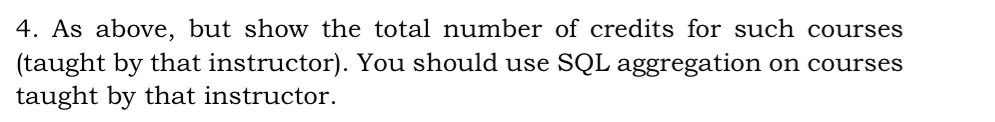 4. As above, but show the total number of credits for such courses
(taught by that instructor). You should use SQL aggregation on courses
taught by that instructor.